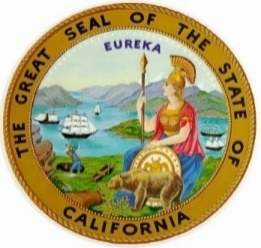 THE GREAT SEAL OF THE STATE OF
CALIFORNIA
EUREKA